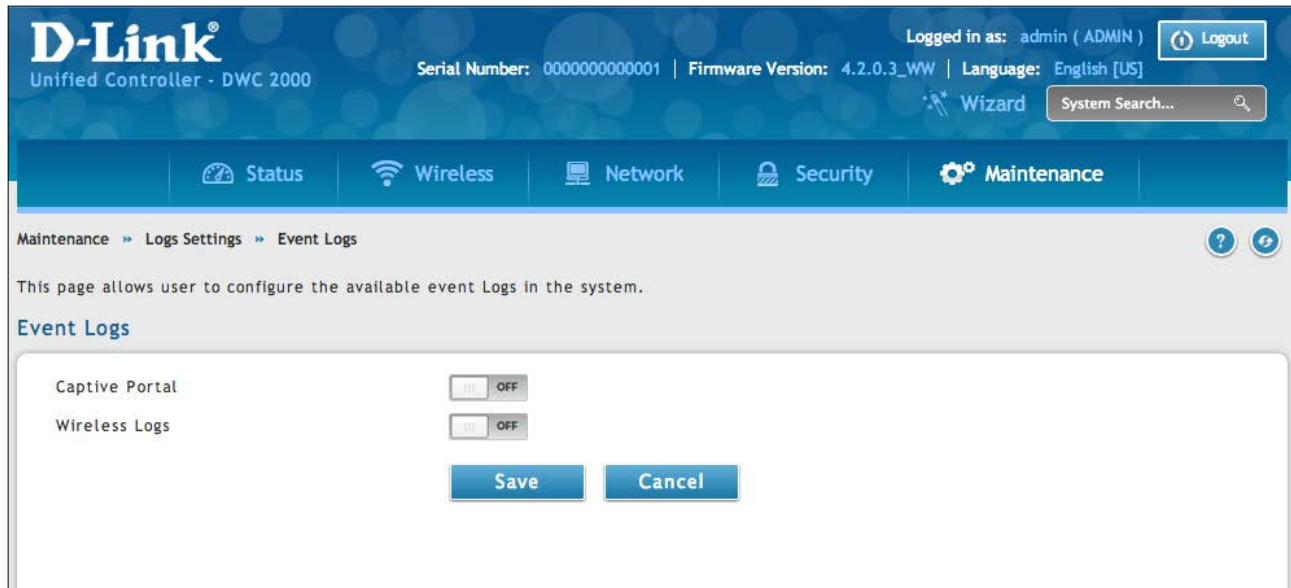 D-Link®
Unified Controller - DWC 2000
Logged in as: admin ( ADMIN )
Logout
Serial Number: 0000000000001 | Firmware Version: 4.2.0.3_WW | Language: English [US]
Wizard
System Search...
Status
Wireless
Network
Security
Maintenance
Maintenance » Logs Settings » Event Logs
?
This page allows user to configure the available event Logs in the system.
Event Logs
Captive Portal
OFF
Wireless Logs
OFF
Save
Cancel